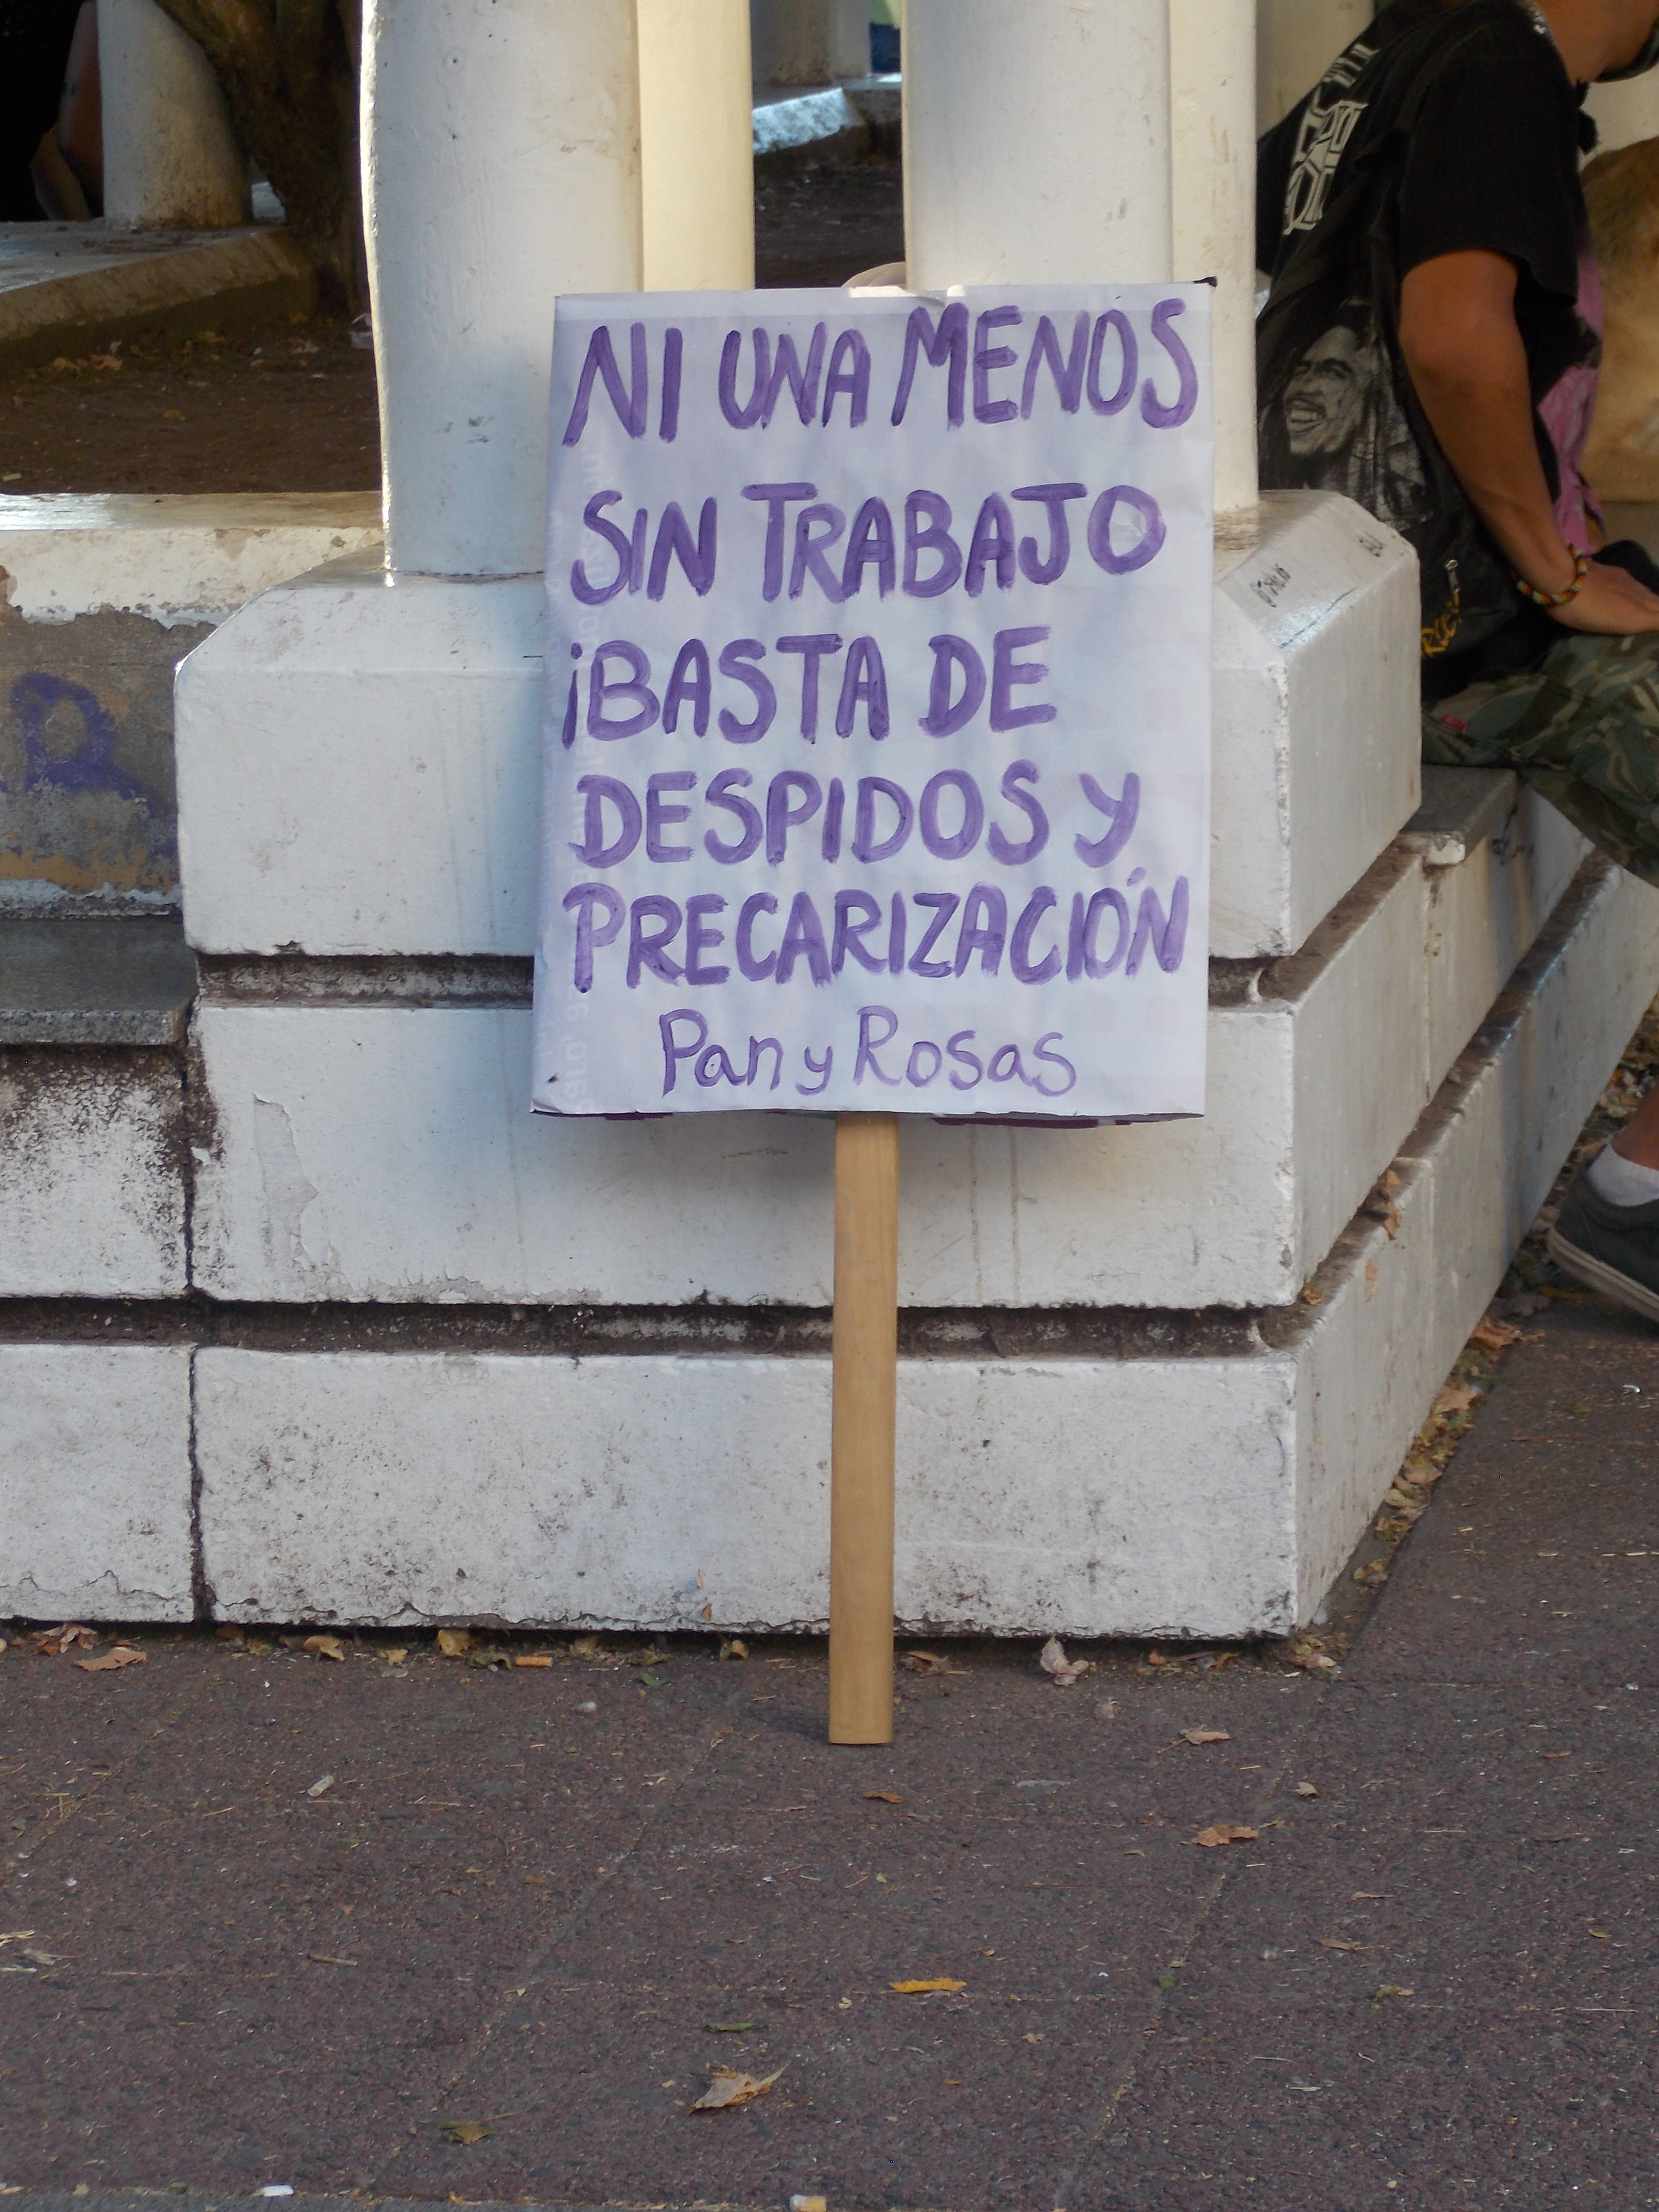 NI UNA MENOS
SIN TRABAJO
¡BASTA DE
DESPIDOS Y
PRECARIZACIÓN
Pan y Rosas